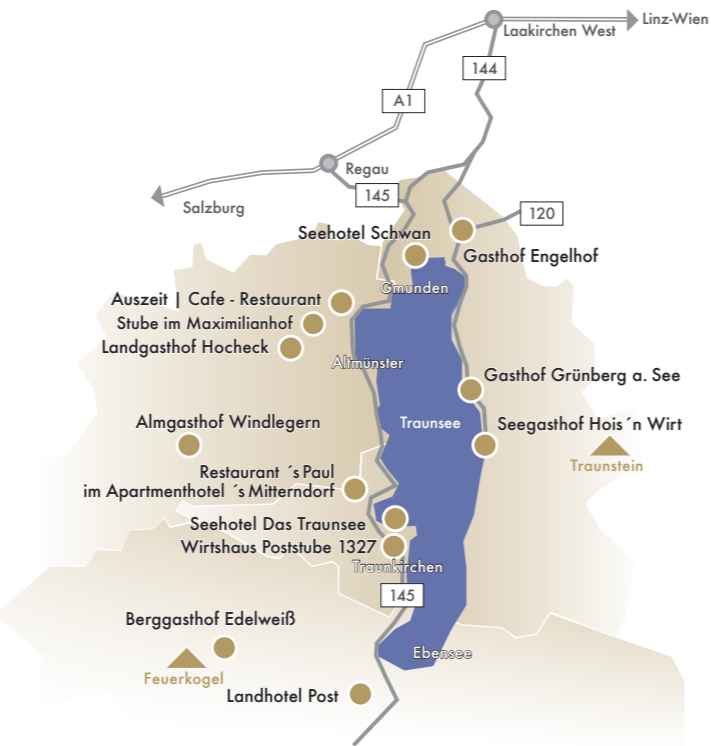 Linz-Wien
Laakirchen West
144
A1
Regau
145
Salzburg
120
Seehotel Schwan
Gasthof Engelhof
Gmunden
Auszeit | Cafe - Restaurant
Stube im Maximilianhof
Landgasthof Hocheck
Altmünster
Gasthof Grünberg a. See
Almgasthof Windlegern
Traunsee
Seegasthof Hois´n Wirt
Traunstein
Restaurant ´s Paul
im Apartmenthotel ´s Mitterndorf
Seehotel Das Traunsee
Wirtshaus Poststube 1327
Traunkirchen
145
Berggasthof Edelweiß
Ebensee
Feuerkogel
Landhotel Post